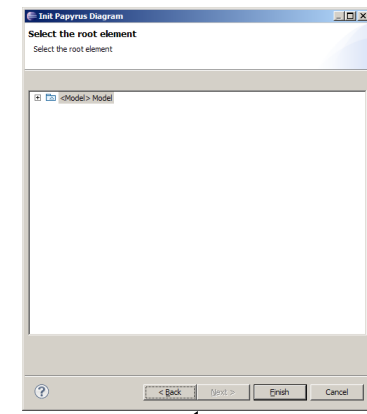 Init Papyrus Diagram
Select the root element
Select the root element
<Model> Model
< Back Next > Finish Cancel